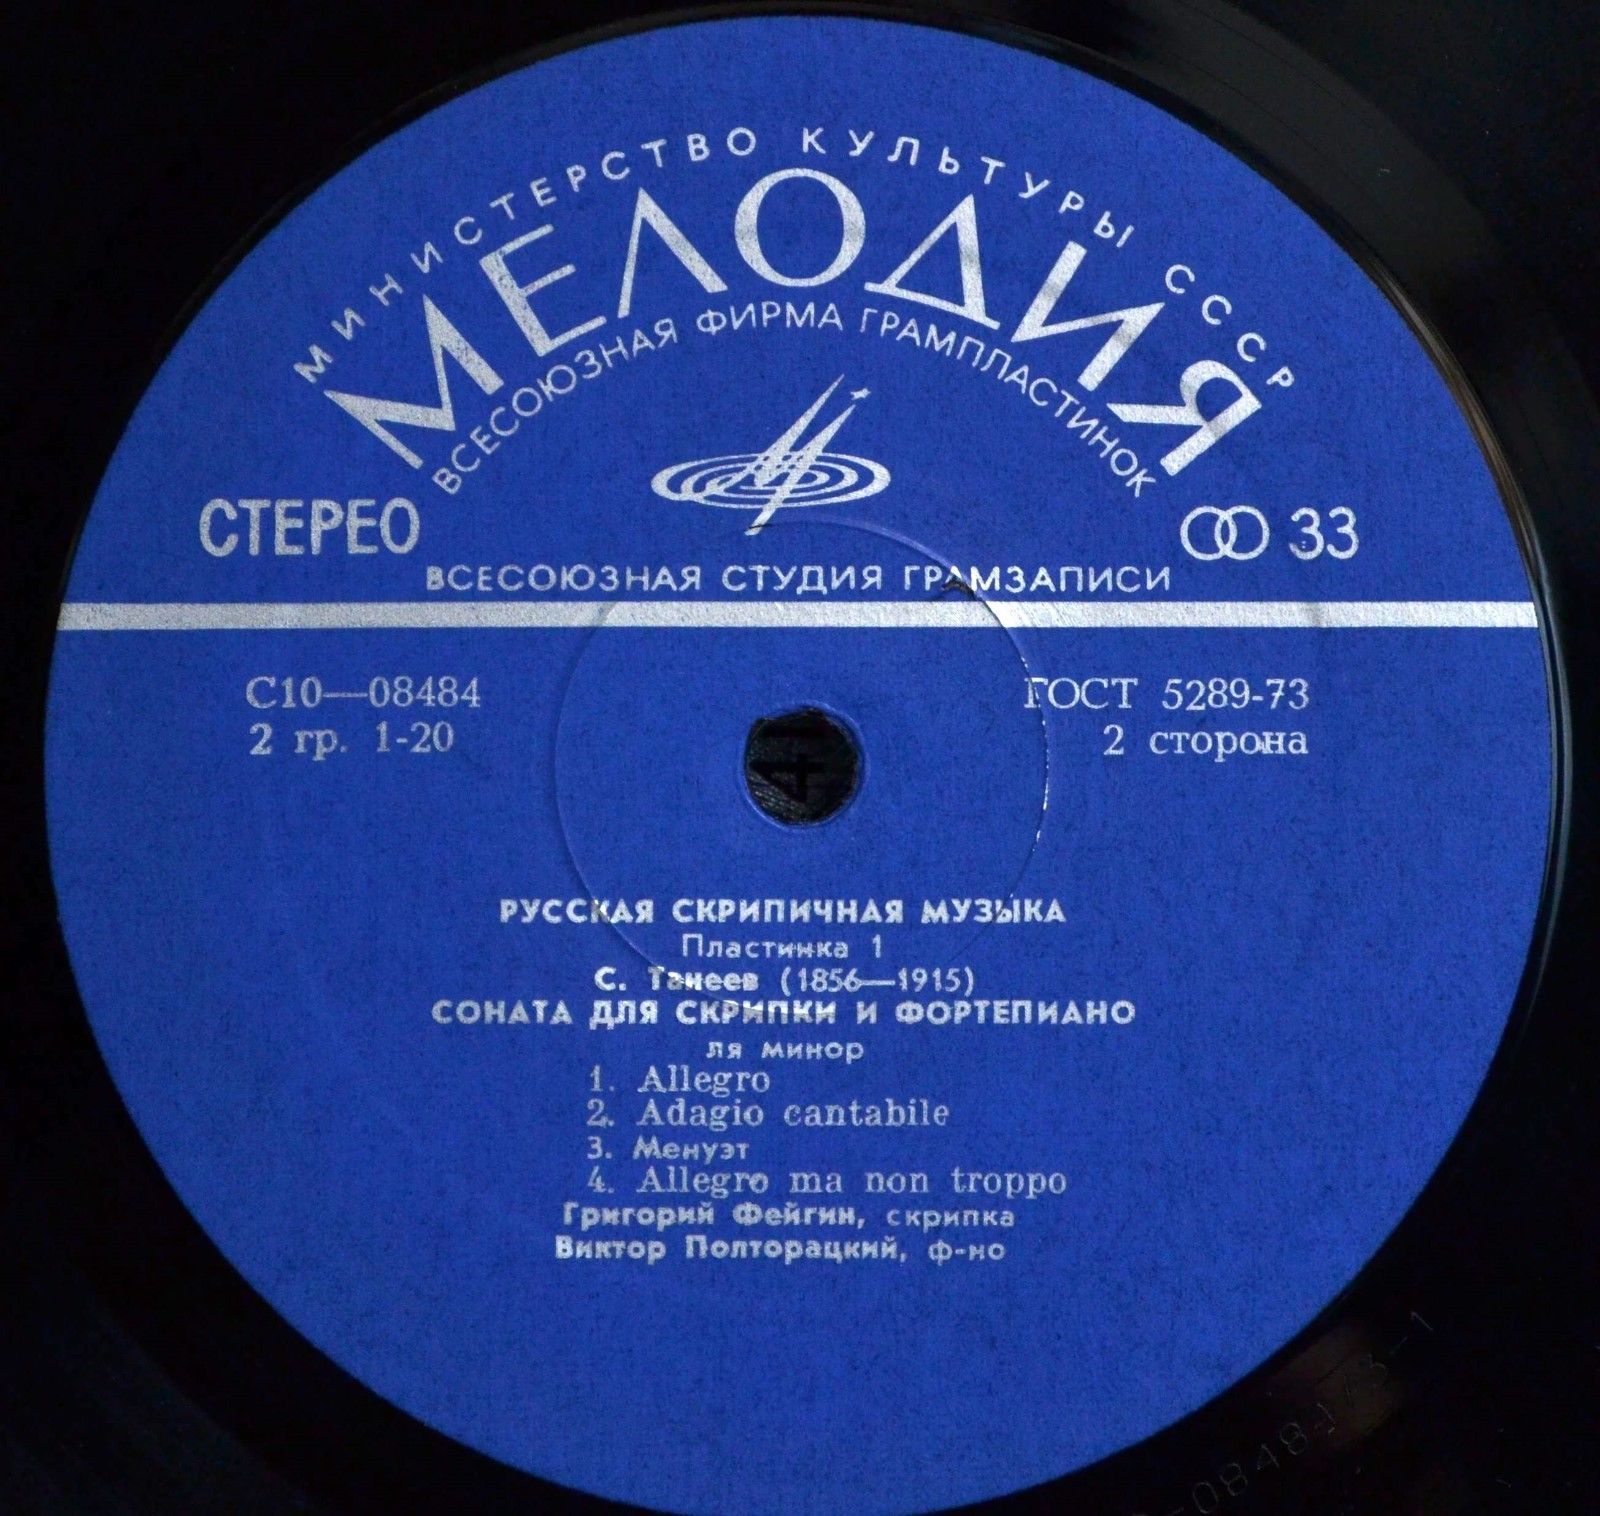 МИНИСТЕРСТВО КУЛЬТУРЫ СССР
МЕЛОДИЯ
ВСЕСОЮЗНАЯ ФИРМА ГРАМПЛАСТИНОК
СТЕРЕО
33
ВСЕСОЮЗНАЯ СТУДИЯ ГРАМЗАПИСИ
С10—08484
ГОСТ 5289-73
2 гр. 1-20
2 сторона
РУССКАЯ СКРИПИЧНАЯ МУЗЫКА
Пластинка 1
С. Танеев (1856—1915)
СОНАТА ДЛЯ СКРИПКИ И ФОРТЕПИАНО
ля минор
1. Allegro
2. Adagio cantabile
3. Менуэт
4. Allegro ma non troppo
Григорий Фейгин, скрипка
Виктор Полторацкий, ф-но